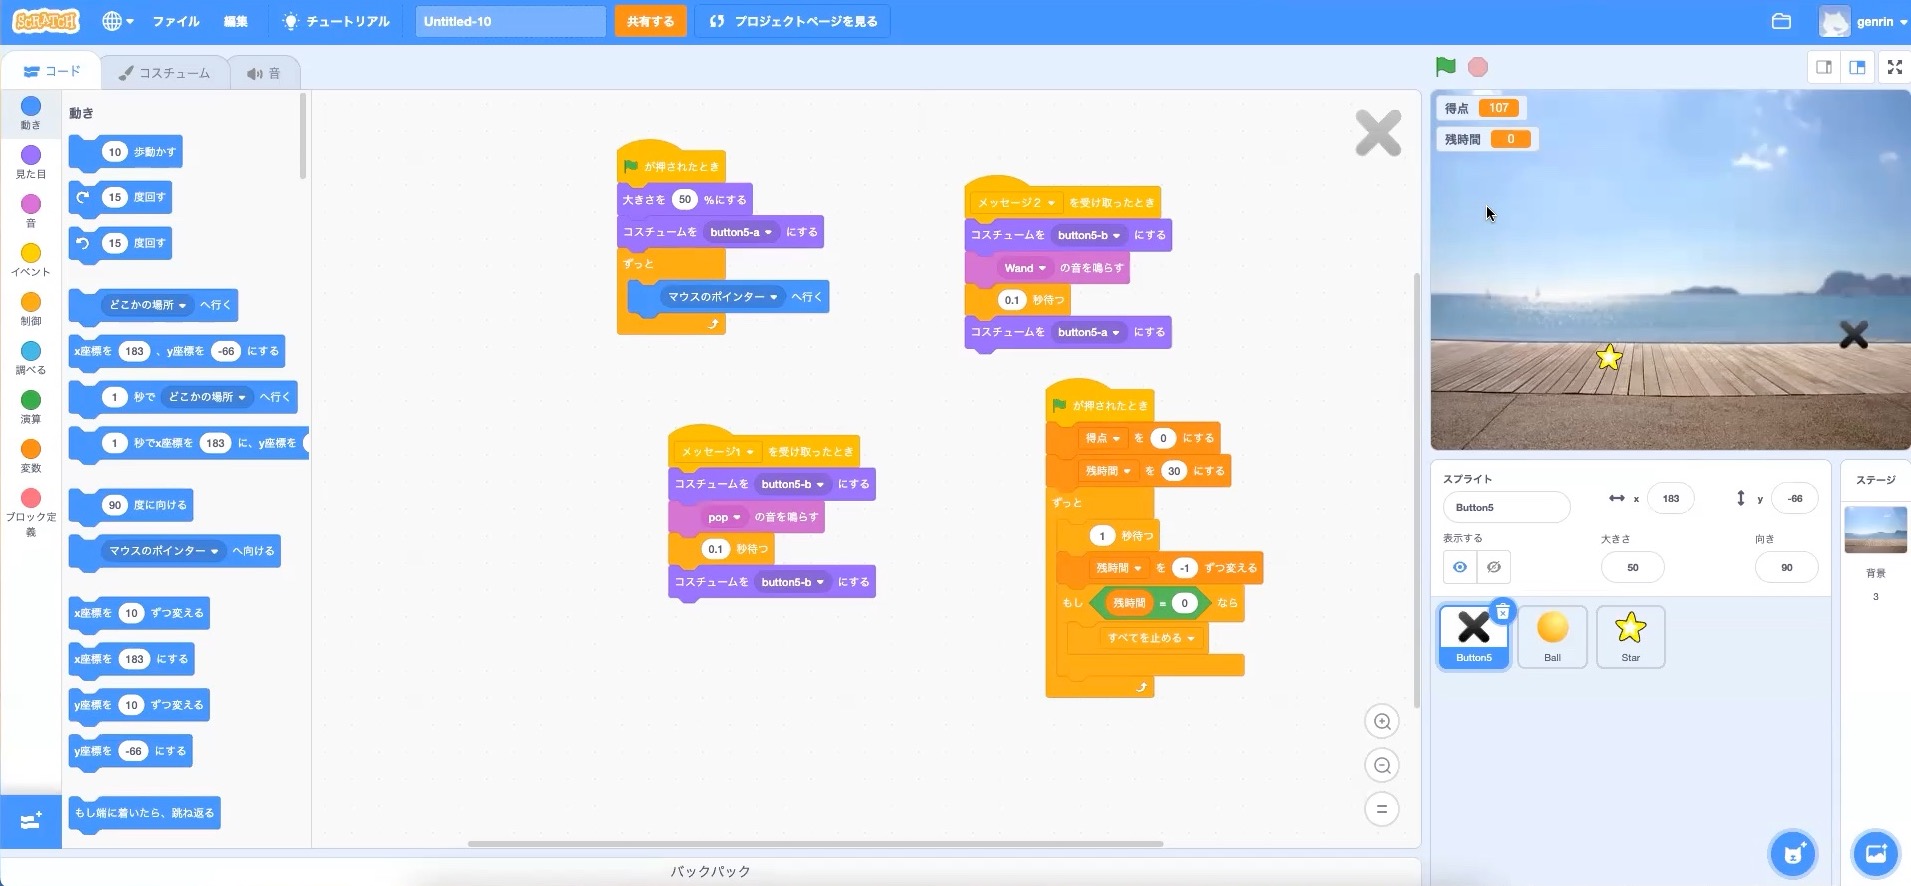 SCRATCH
ファイル
編集
チュートリアル
Untitled-10
共有する
プロジェクトページを見る
genrin
コード
コスチューム
音
動き
見た目
音
イベント
制御
調べる
演算
変数
ブロック定義
動き
10 歩動かす
15 度回す
15 度回す
どこかの場所 へ行く
x座標を 183 、y座標を -66 にする
1 秒で どこかの場所 へ行く
1 秒でx座標を 183 に、y座標を
90 度に向ける
マウスのポインター へ向ける
x座標を 10 ずつ変える
x座標を 183 にする
y座標を 10 ずつ変える
y座標を -66 にする
もし端に着いたら、跳ね返る
が押されたとき
大きさを 50 %にする
コスチュームを button5-a にする
ずっと
マウスのポインター へ行く
メッセージ2 を受け取ったとき
コスチュームを button5-b にする
Wand の音を鳴らす
0.1 秒待つ
コスチュームを button5-a にする
メッセージ1 を受け取ったとき
コスチュームを button5-b にする
pop の音を鳴らす
0.1 秒待つ
コスチュームを button5-b にする
が押されたとき
得点 を 0 にする
残時間 を 30 にする
ずっと
1 秒待つ
残時間 を -1 ずつ変える
もし 残時間 = 0 なら
すべてを止める
バックパック
得点 107
残時間 0
スプライト
Button5
x 183
y -66
表示する
大きさ
50
向き
90
Button5
Ball
Star
ステージ
背景
3